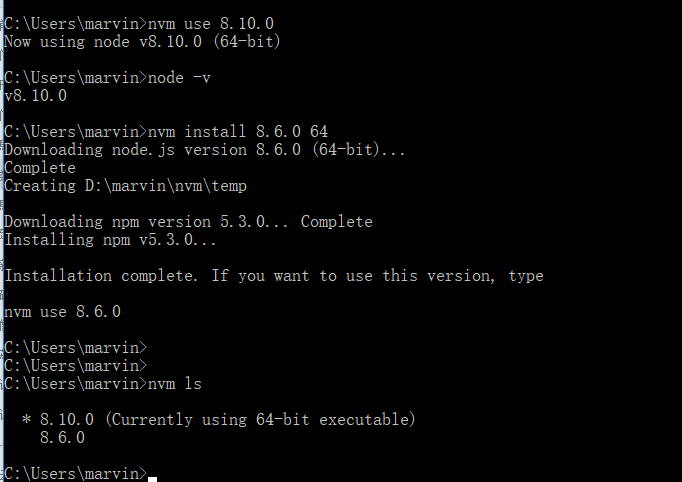 C:\Users\marvin>nvm use 8.10.0
Now using node v8.10.0 (64-bit)
C:\Users\marvin>node -v
v8.10.0
C:\Users\marvin>nvm install 8.6.0 64
Downloading node.js version 8.6.0 (64-bit)...
Complete
Creating D:\marvin\nvm\temp
Downloading npm version 5.3.0... Complete
Installing npm v5.3.0...
Installation complete. If you want to use this version, type
nvm use 8.6.0
C:\Users\marvin>
C:\Users\marvin>
C:\Users\marvin>nvm ls
* 8.10.0 (Currently using 64-bit executable)
8.6.0
C:\Users\marvin>